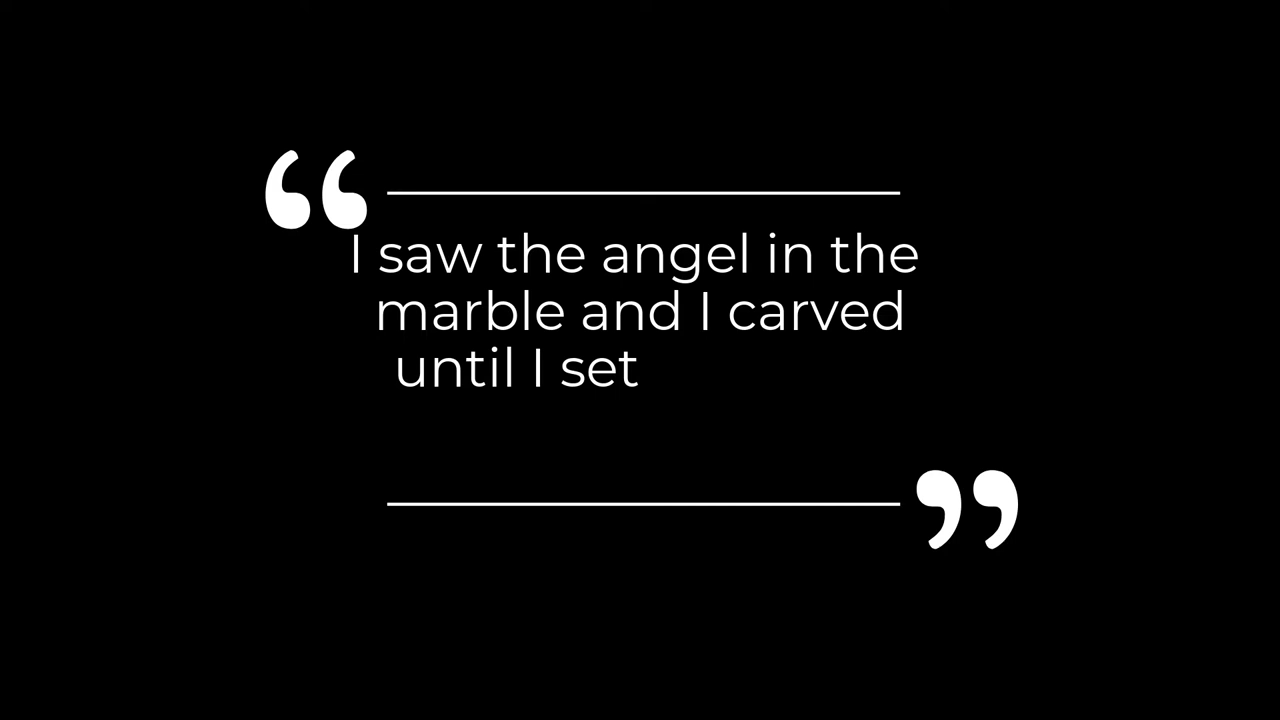 “
I saw the angel in the
marble and I carved
until I set
”